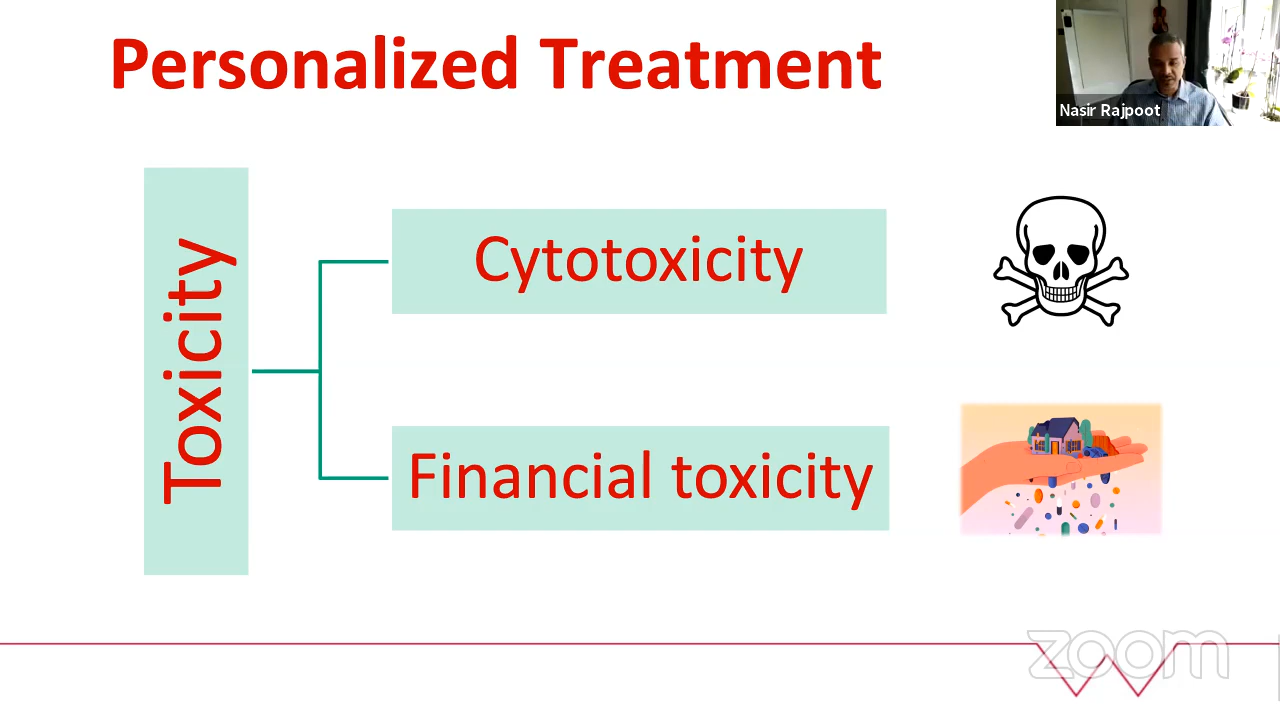 Personalized Treatment
Nasir Rajpoot
Toxicity
Cytotoxicity
Financial toxicity
zoom